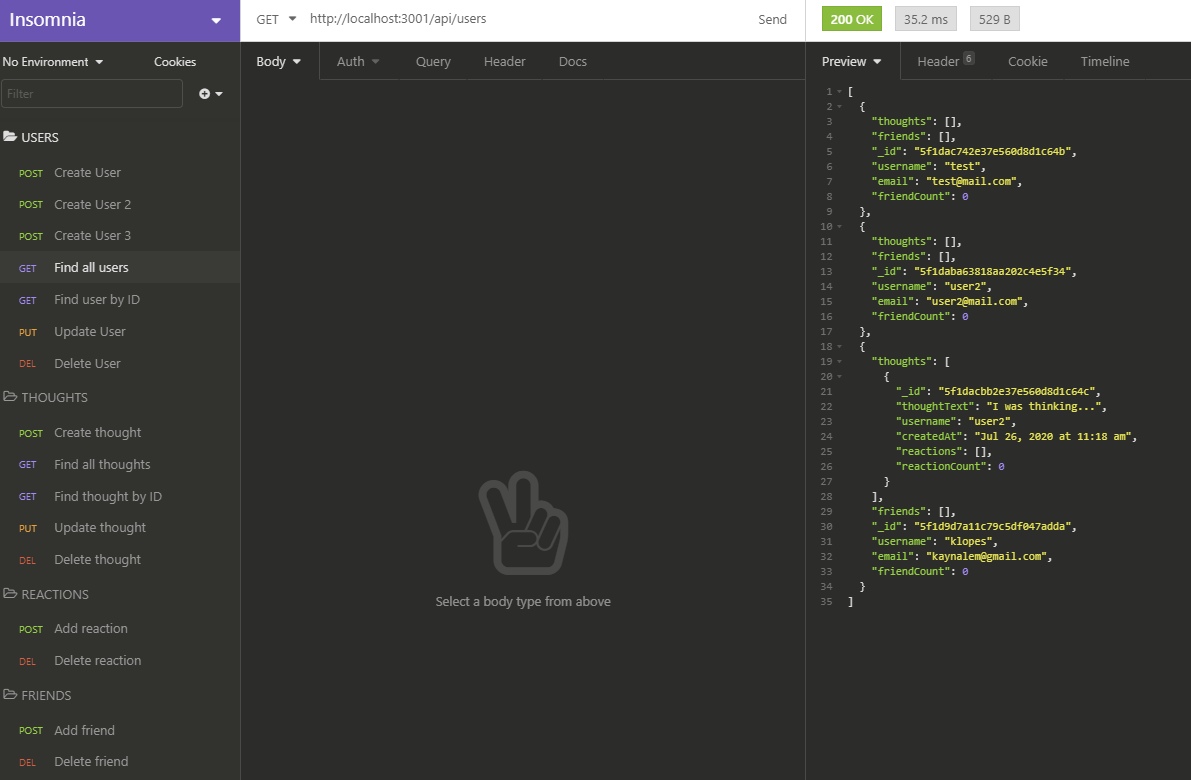 Insomnia
No Environment
Cookies
Filter
USERS
POST Create User
POST Create User 2
POST Create User 3
GET Find all users
GET Find user by ID
PUT Update User
DEL Delete User
THOUGHTS
POST Create thought
GET Find all thoughts
GET Find thought by ID
PUT Update thought
DEL Delete thought
REACTIONS
POST Add reaction
DEL Delete reaction
FRIENDS
POST Add friend
DEL Delete friend
GET http://localhost:3001/api/users Send
Body Auth Query Header Docs
Select a body type from above
200 OK 35.2 ms 529 B
Preview Header 6 Cookie Timeline
1 [
2 {
3 "thoughts": [],
4 "friends": [],
5 "_id": "5f1dac742e37e560d8d1c64b",
6 "username": "test",
7 "email": "test@mail.com",
8 "friendCount": 0
9 },
10 {
11 "thoughts": [],
12 "friends": [],
13 "_id": "5f1daba63818aa202c4e5f34",
14 "username": "user2",
15 "email": "user2@mail.com",
16 "friendCount": 0
17 },
18 {
19 "thoughts": [
20 {
21 "_id": "5f1dacbb2e37e560d8d1c64c",
22 "thoughtText": "I was thinking...",
23 "username": "user2",
24 "createdAt": "Jul 26, 2020 at 11:18 am",
25 "reactions": [],
26 "reactionCount": 0
27 }
28 ],
29 "friends": [],
30 "_id": "5f1d9d7a11c79c5df047adda",
31 "username": "klopes",
32 "email": "kaynalem@gmail.com",
33 "friendCount": 0
34 }
35 ]